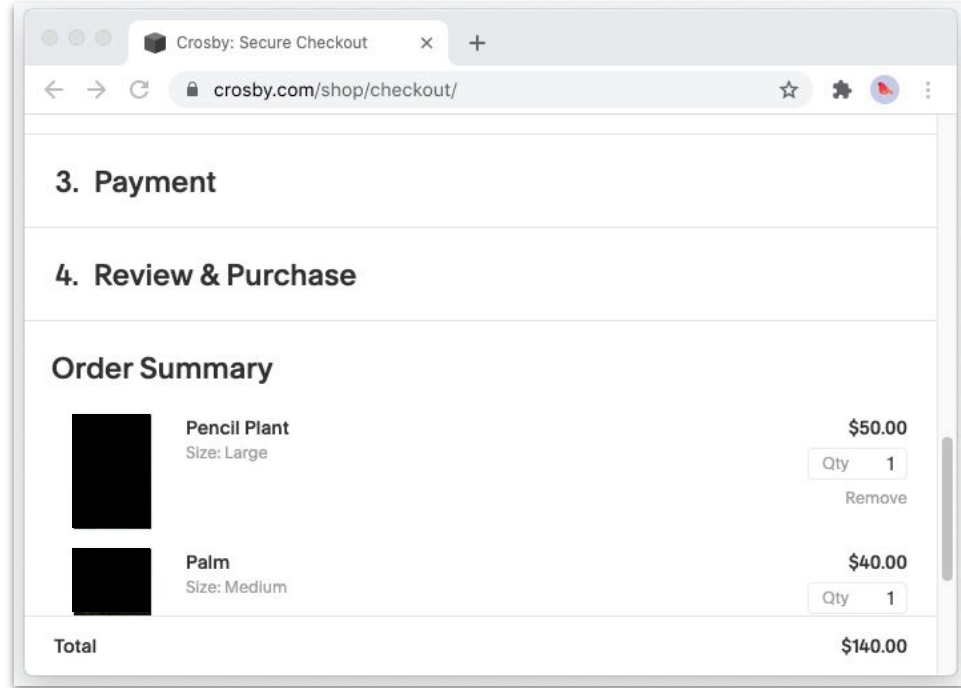 Crosby: Secure Checkout
crosby.com/shop/checkout/
3. Payment
4. Review & Purchase
Order Summary
Pencil Plant $50.00
Size: Large
Qty 1
Remove
Palm $40.00
Size: Medium
Qty 1
Total $140.00